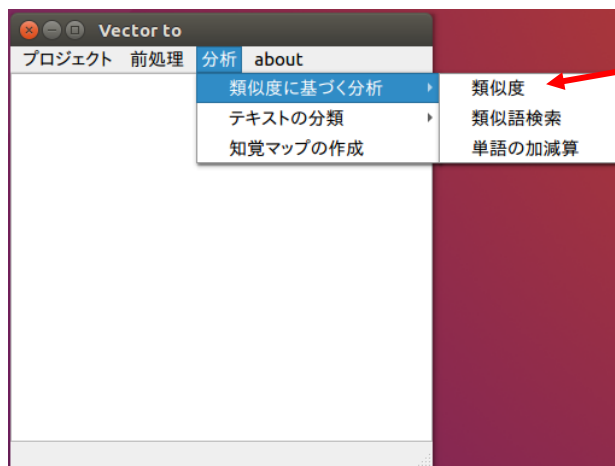 Vector to
プロジェクト 前処理 分析 about
類似度に基づく分析
テキストの分類
知覚マップの作成
類似度
類似語検索
単語の加減算